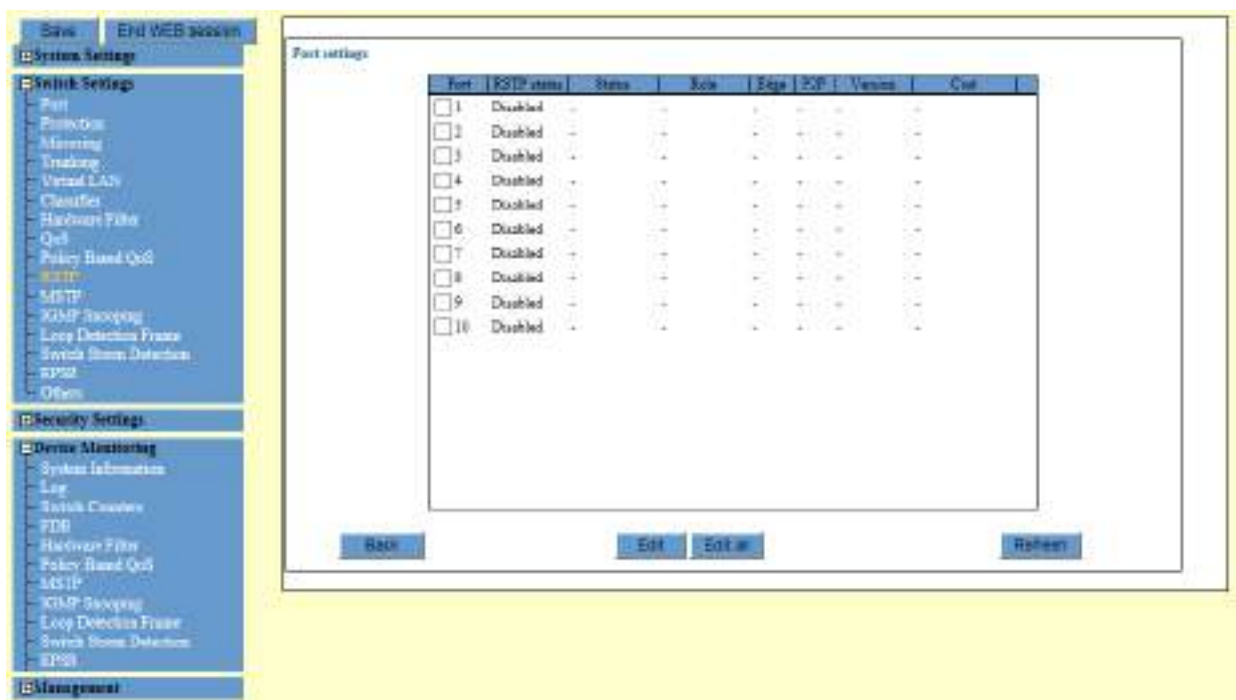 Save End WEB session
System Settings
Switch Settings
Port
Protection
Mirroring
Trunking
Virtual LAN
Classifier
Hardware Filter
QoS
Policy Based QoS
RSTP
MSTP
IGMP Snooping
Loop Detection Frame
Switch Storm Detection
EPSR
Others
Security Settings
Device Monitoring
System Information
Log
Switch Counters
FDB
Hardware Filter
Policy Based QoS
MSTP
IGMP Snooping
Loop Detection Frame
Switch Storm Detection
EPSR
Management
Port settings
Port RSTP status Status Role Edge P2P Version Cost
1 Disabled - - - - - -
2 Disabled - - - - - -
3 Disabled - - - - - -
4 Disabled - - - - - -
5 Disabled - - - - - -
6 Disabled - - - - - -
7 Disabled - - - - - -
8 Disabled - - - - - -
9 Disabled - - - - - -
10 Disabled - - - - - -
Back Edit Edit all Refresh